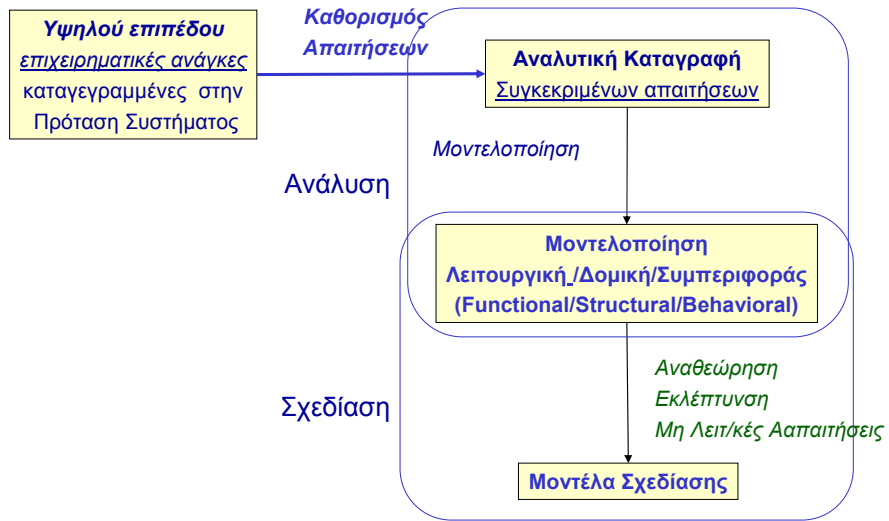 Υψηλού επιπέδου
επιχειρηματικές ανάγκες
καταγεγραμμένες στην
Πρόταση Συστήματος
Καθορισμός
Απαιτήσεων
Αναλυτική Καταγραφή
Συγκεκριμένων απαιτήσεων
Μοντελοποίηση
Ανάλυση
Μοντελοποίηση
Λειτουργική /Δομική/Συμπεριφοράς
(Functional/Structural/Behavioral)
Αναθεώρηση
Εκλέπτυνση
Μη Λειτ/κές Ααπαιτήσεις
Σχεδίαση
Μοντέλα Σχεδίασης